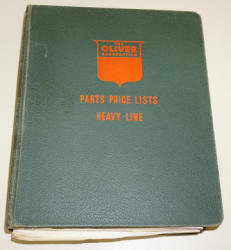 THE
OLIVER
CORPORATION
PARTS PRICE LISTS
HEAVY LINE